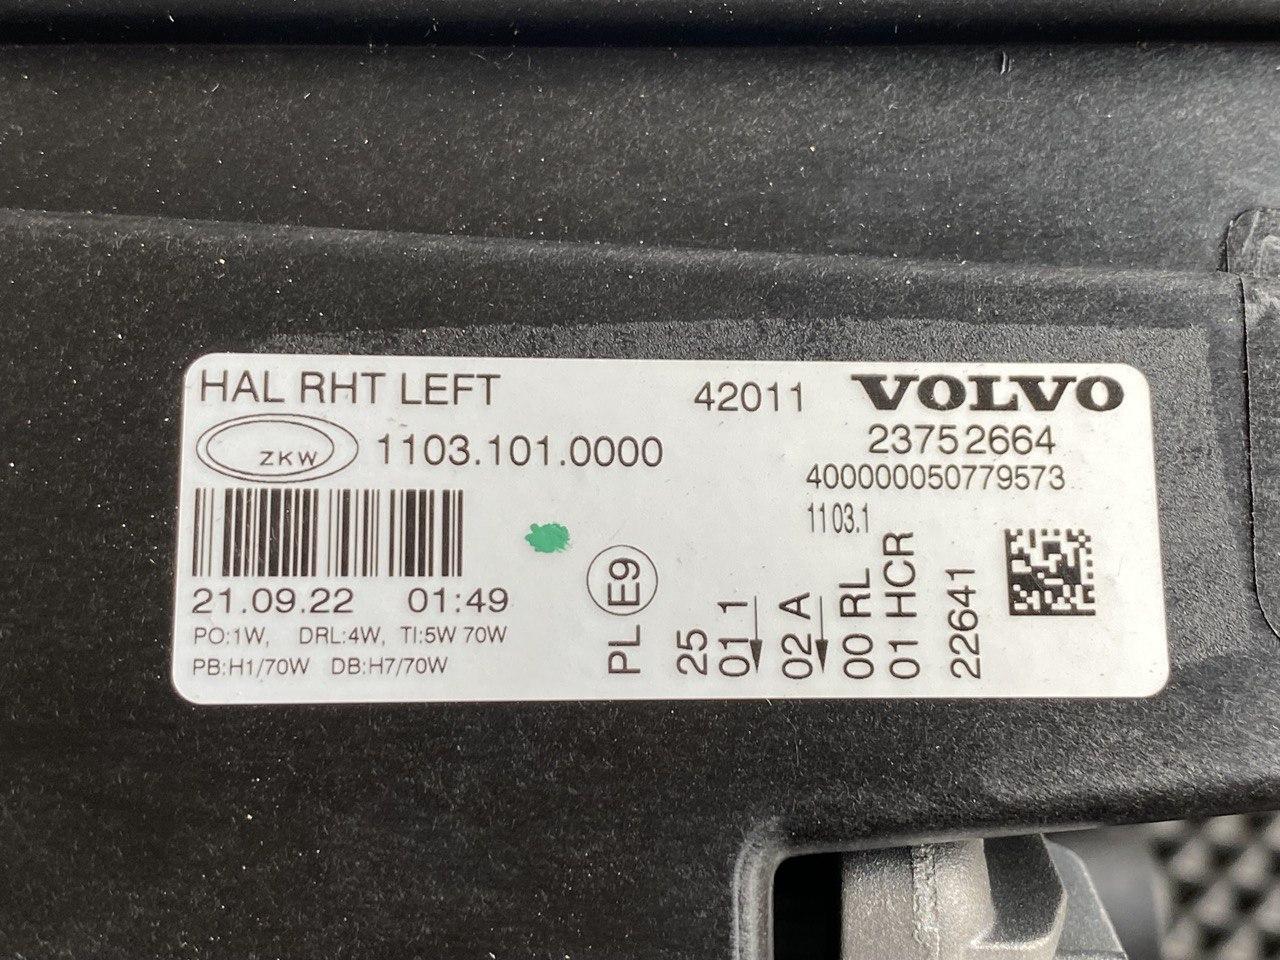 HAL RHT LEFT
42011
VOLVO
ZKW
1103.101.0000
23752664
400000050779573
1103.1
21.09.22 01:49
PO:1W, DRL:4W, TI:5W 70W
PB:H1/70W DB:H7/70W
E9
PL
25
01 1
02 A
00 RL
01 HCR
22641